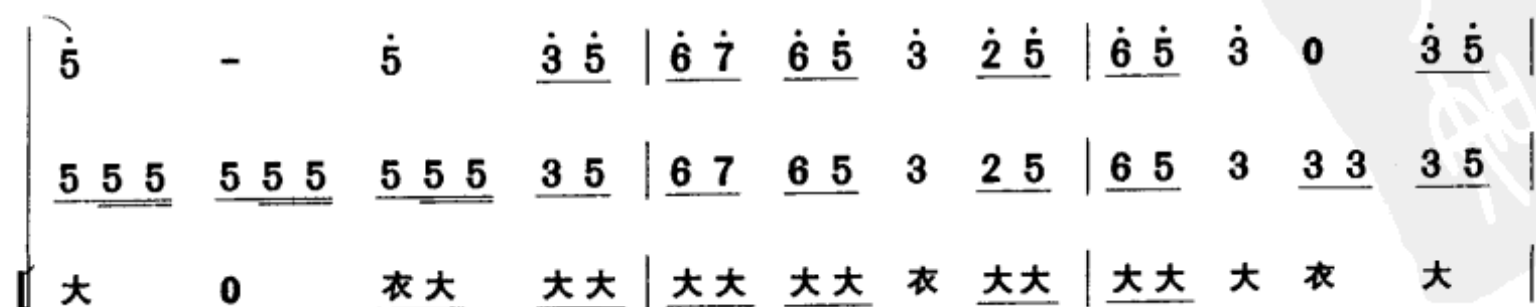 5̇ - 5̇ 3̇ 5̇ | 6̇ 7̇ 6̇ 5̇ 3̇ 2̇ 5̇ | 6̇ 5̇ 3̇ 0 3̇ 5̇ |
5 5 5 5 5 5 5 5 5 3 5 | 6 7 6 5 3 2 5 | 6 5 3 3 3 3 5 |
大 0 衣大 大大 | 大大 大大 衣 大大 | 大大 大 衣 大 |